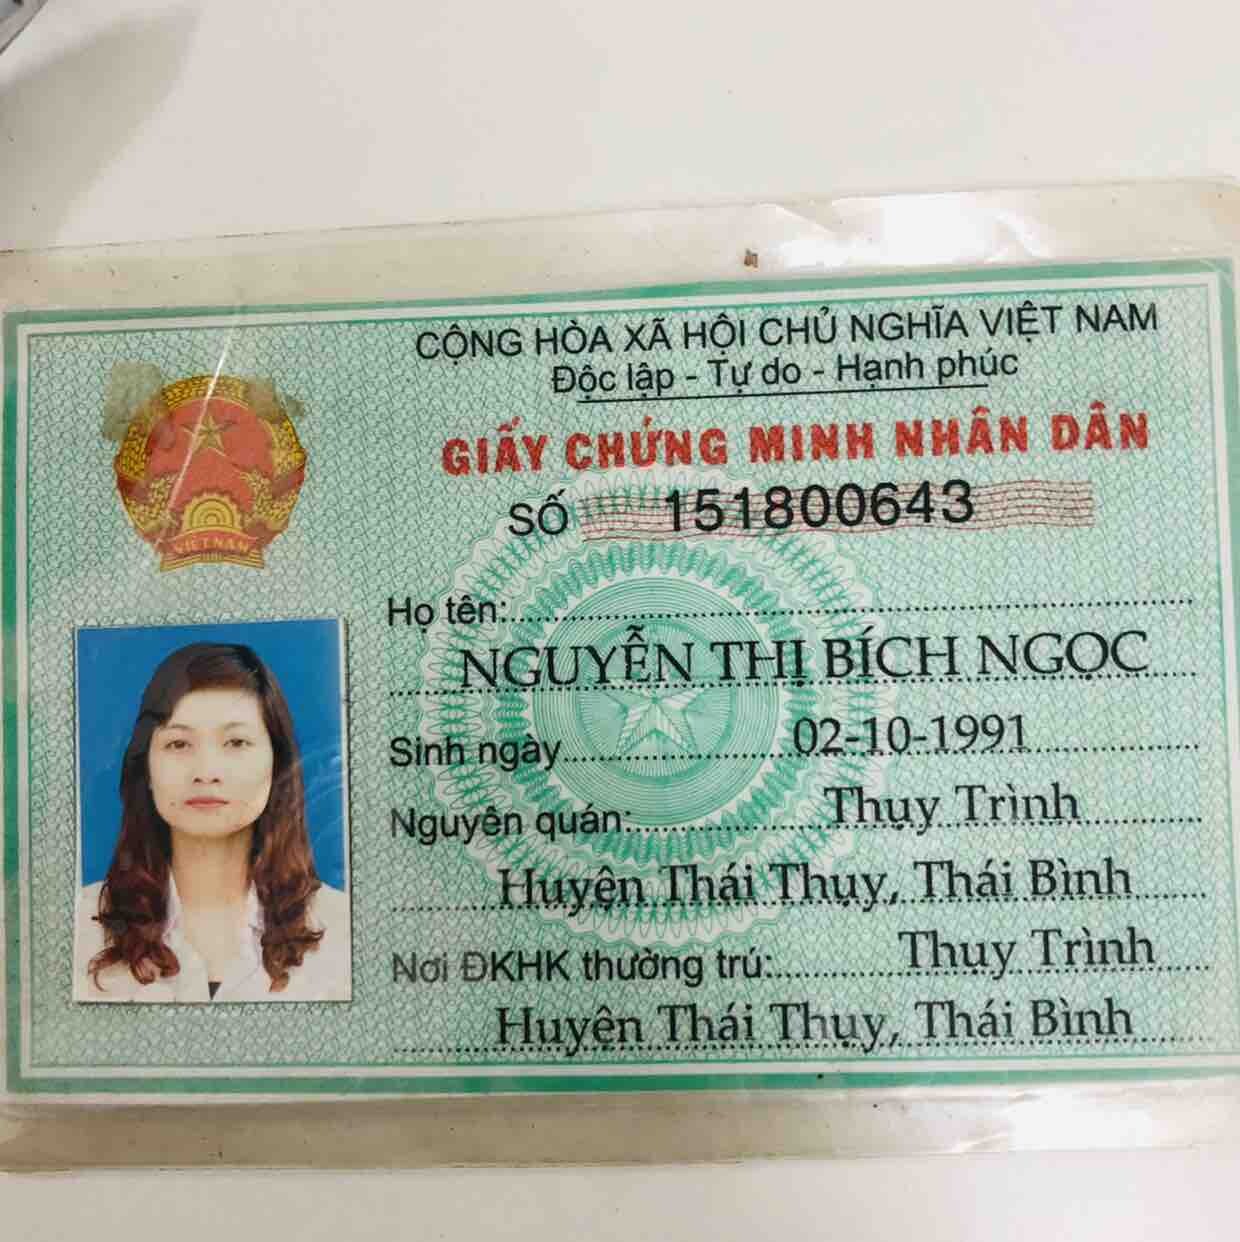 CỘNG HÒA XÃ HỘI CHỦ NGHĨA VIỆT NAM
Độc lập - Tự do - Hạnh phúc
GIẤY CHỨNG MINH NHÂN DÂN
SỐ 151800643
VIỆT NAM
Họ tên:
NGUYỄN THỊ BÍCH NGỌC
Sinh ngày 02-10-1991
Nguyên quán: Thụy Trình
Huyện Thái Thụy, Thái Bình
Nơi ĐKHK thường trú: Thụy Trình
Huyện Thái Thụy, Thái Bình